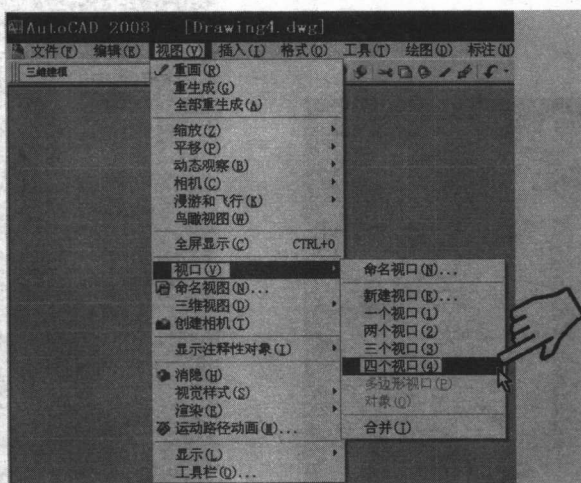 AutoCAD 2008 [Drawing4.dwg]
文件(F) 编辑(E) 视图(V) 插入(I) 格式(O) 工具(T) 绘图(D) 标注(N)
三维建模
重画(R)
重生成(G)
全部重生成(A)
缩放(Z)
平移(P)
动态观察(B)
相机(C)
漫游和飞行(K)
鸟瞰视图(W)
全屏显示(C) CTRL+0
视口(V)
命名视图(N)...
三维视图(D)
创建相机(T)
显示注释性对象(I)
消隐(H)
视觉样式(S)
渲染(E)
运动路径动画(M)...
显示(L)
工具栏(O)...
命名视口(N)...
新建视口(E)...
一个视口(1)
两个视口(2)
三个视口(3)
四个视口(4)
多边形视口(P)
对象(O)
合并(J)